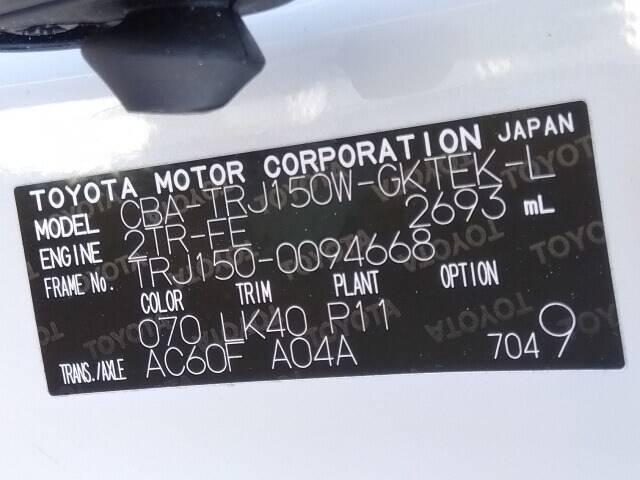 TOYOTA MOTOR CORPORATION JAPAN
MODEL CBA-TRJ150W-GKTEK-L
ENGINE 2TR-FE 2693 mL
FRAME No. TRJ150-0094668
COLOR TRIM PLANT OPTION
070 LK40 P11
TRANS./AXLE AC60F A04A 7049